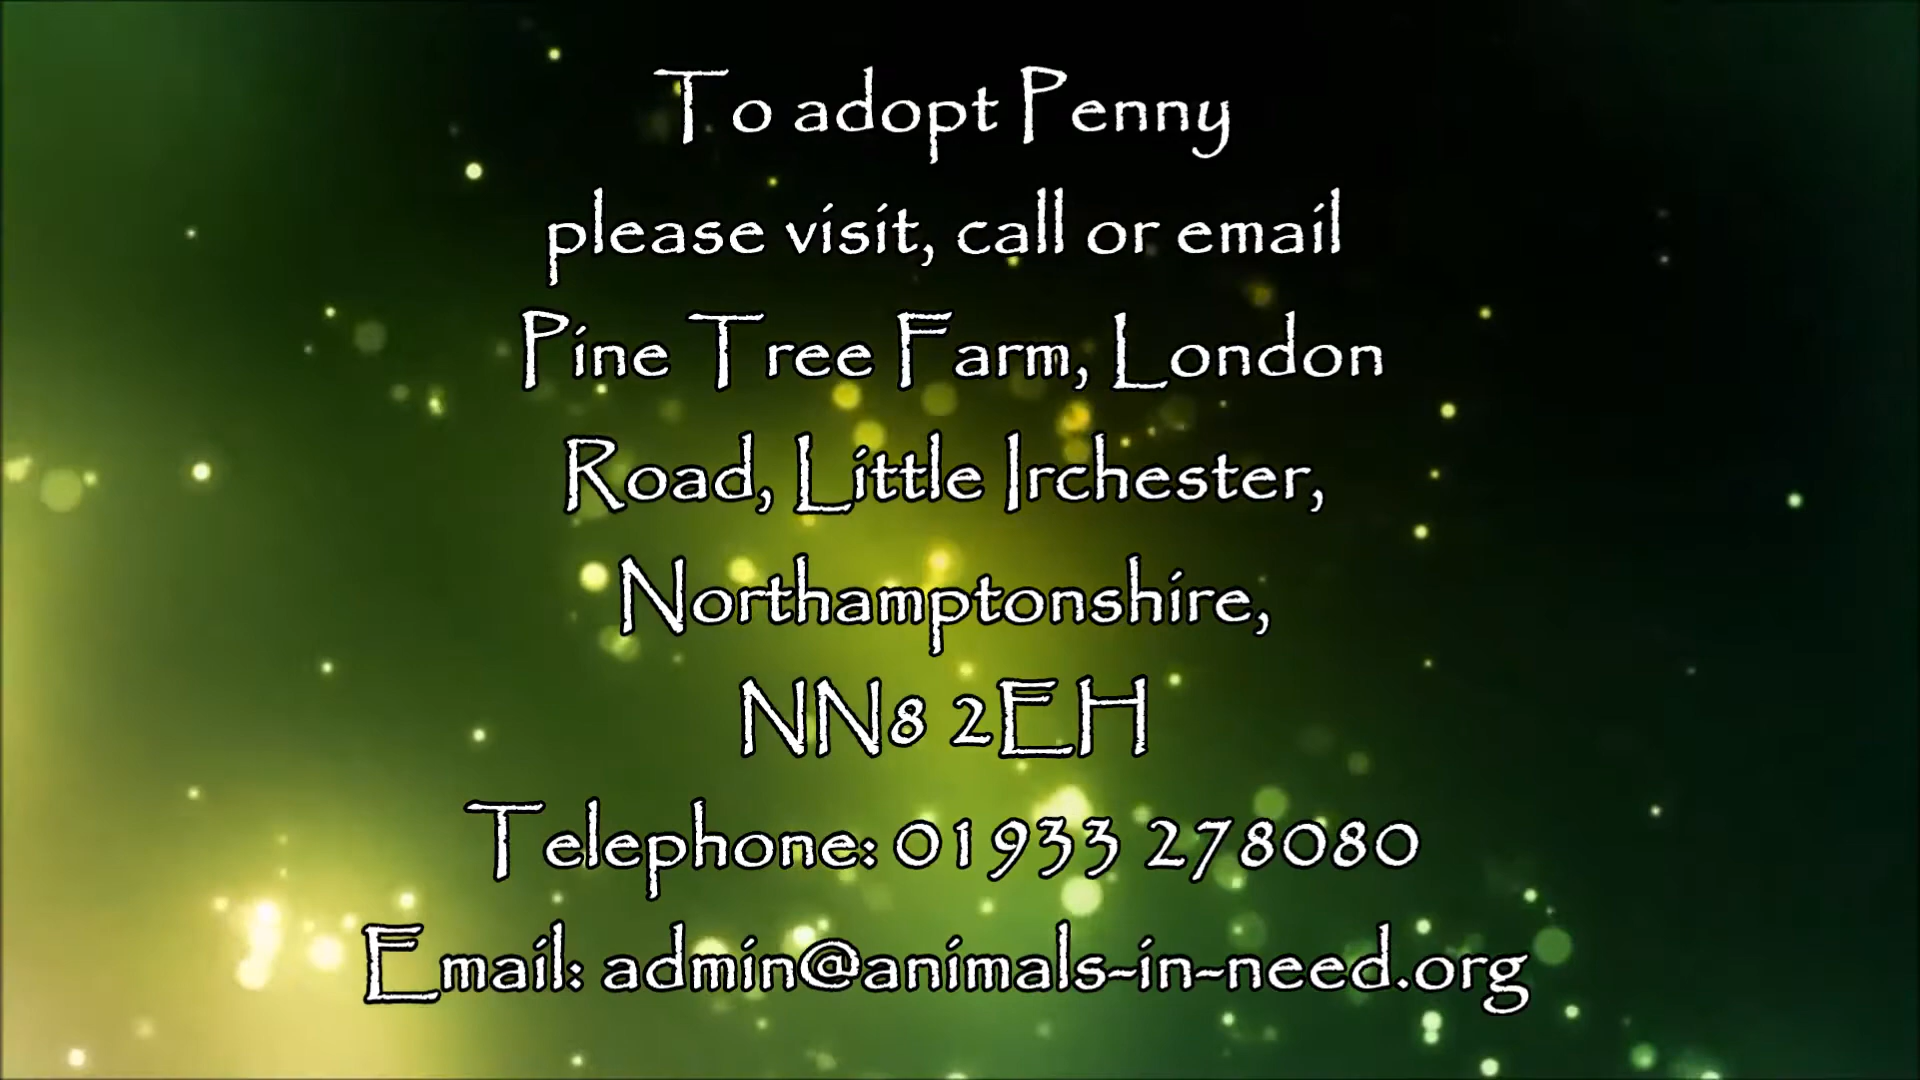 To adopt Penny
please visit, call or email
Pine Tree Farm, London
Road, Little Irchester,
Northamptonshire,
NN8 2EH
Telephone: 01933 278080
Email: admin@animals-in-need.org